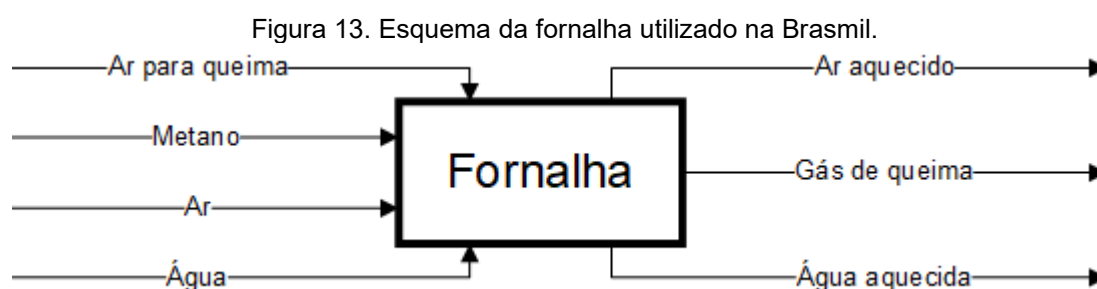 Figura 13. Esquema da fornalha utilizado na Brasmil.
Ar para queima
Ar aquecido
Metano
Fornalha
Gás de queima
Ar
Água
Água aquecida